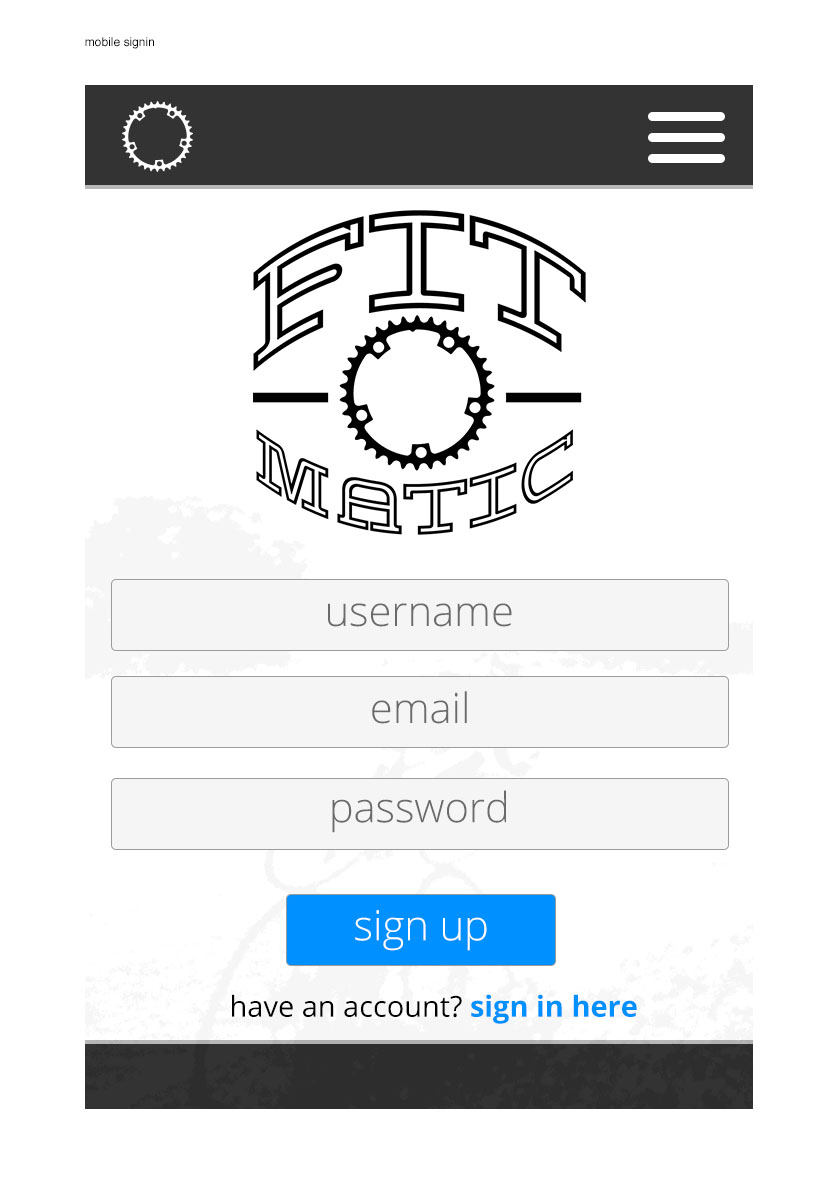 mobile signin
FIT
MATIC
username
email
password
sign up
have an account? sign in here